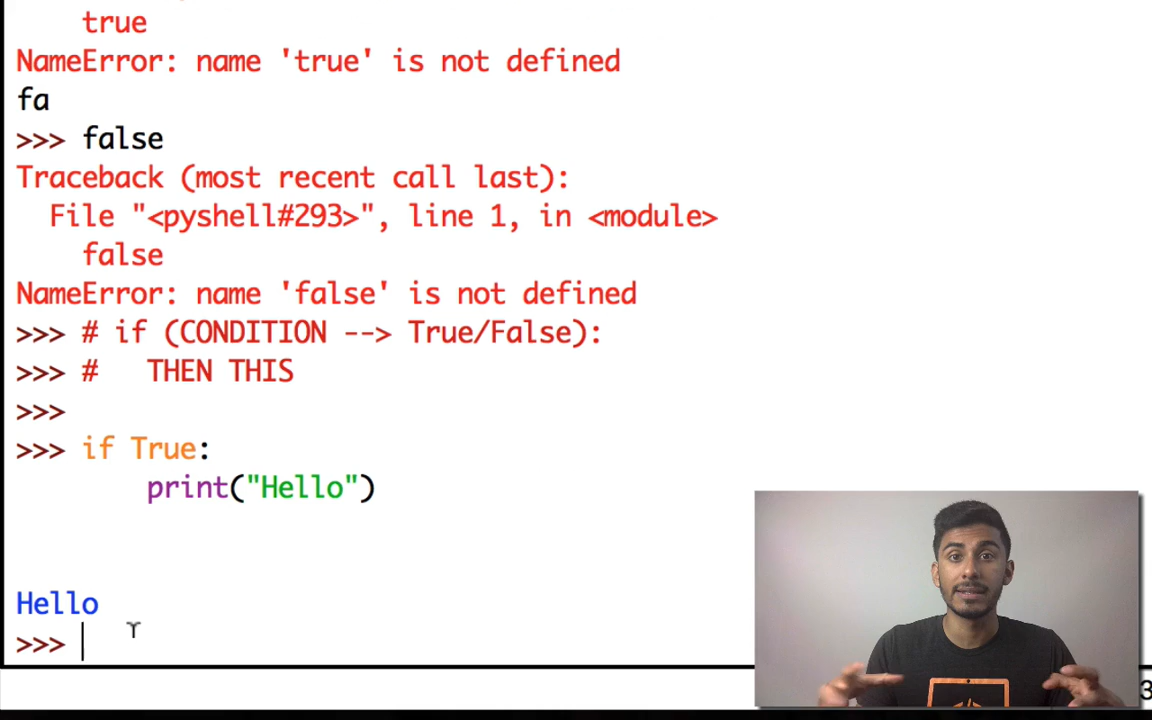 true
NameError: name 'true' is not defined
fa
>>> false
Traceback (most recent call last):
File "<pyshell#293>", line 1, in <module>
false
NameError: name 'false' is not defined
>>> # if (CONDITION --> True/False):
>>> #   THEN THIS
>>>
>>> if True:
print("Hello")
Hello
>>>
3